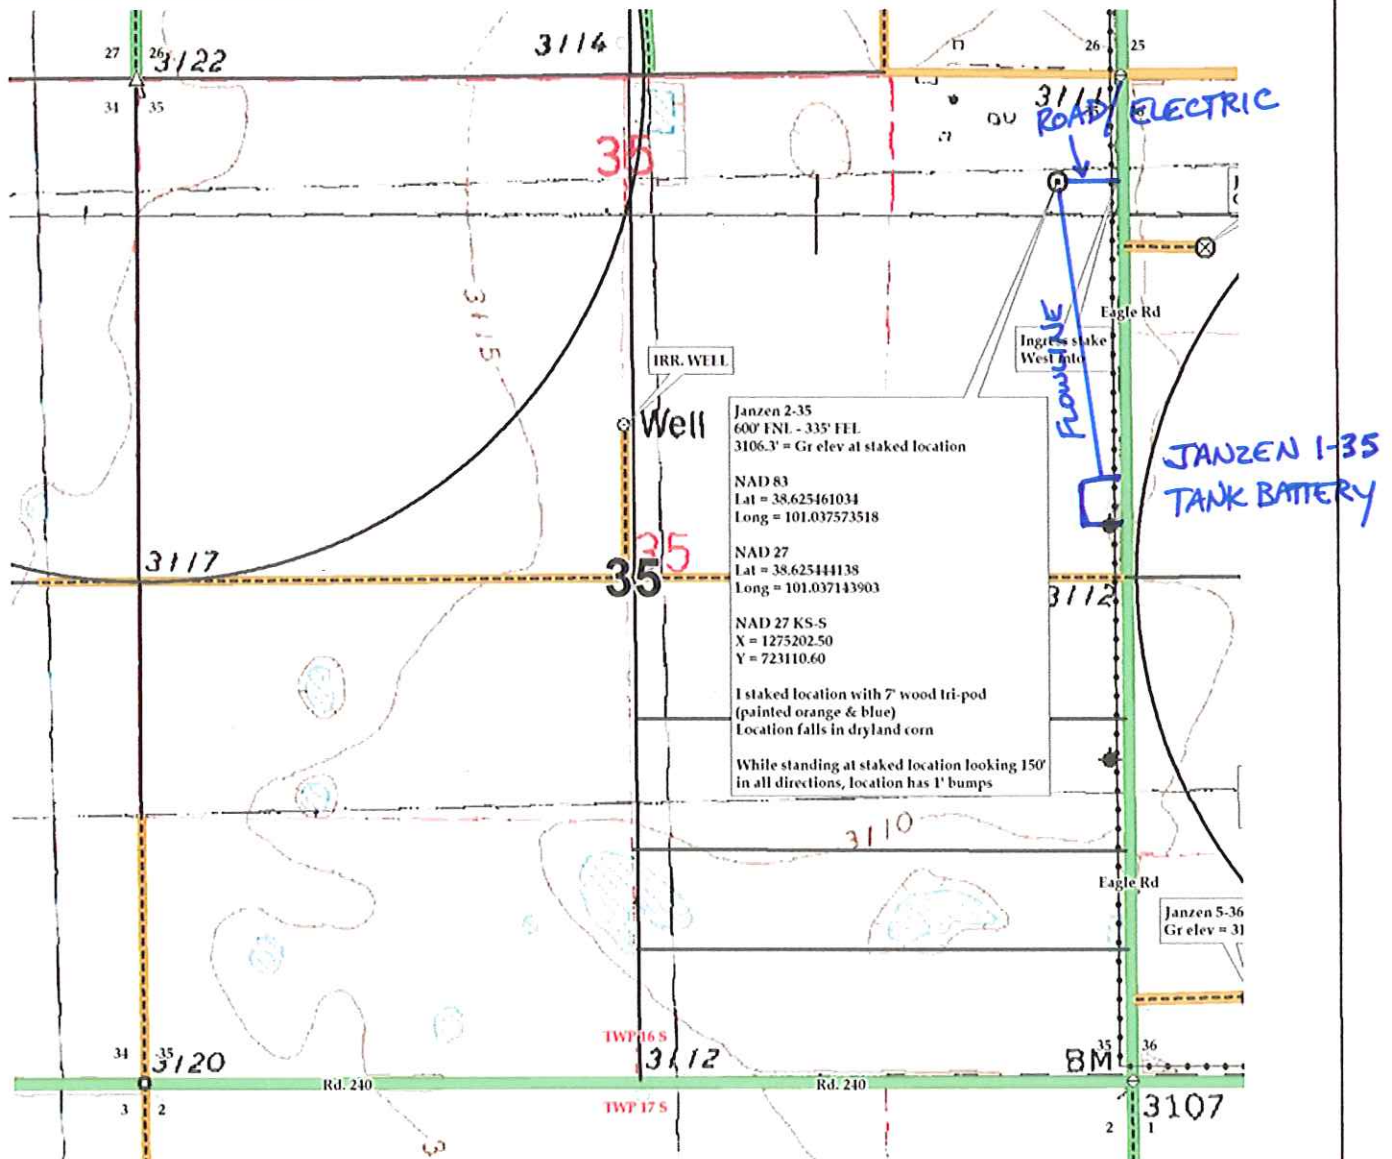 27 26
3122
3114
26 25
34 35
3111
ROAD/ELECTRIC
35
3115
Eagle Rd
FLOWLINE
Ingress stake
West into
IRR. WELL
Well
Janzen 2-35
600' FNL - 335' FEL
3106.3' = Gr elev at staked location
NAD 83
Lat = 38.625461034
Long = 101.037573518
NAD 27
Lat = 38.625444138
Long = 101.037143903
NAD 27 KS-S
X = 1275202.50
Y = 723110.60
I staked location with 7' wood tri-pod
(painted orange & blue)
Location falls in dryland corn
While standing at staked location looking 150'
in all directions, location has 1' bumps
JANZEN 1-35
TANK BATTERY
3117
35
35
3112
3110
Eagle Rd
Janzen 5-36
Gr elev = 31
TWP 16 S
34 35
3120
3112
BM
35 36
Rd. 240
Rd. 240
3 2
TWP 17 S
3107
2 1
3